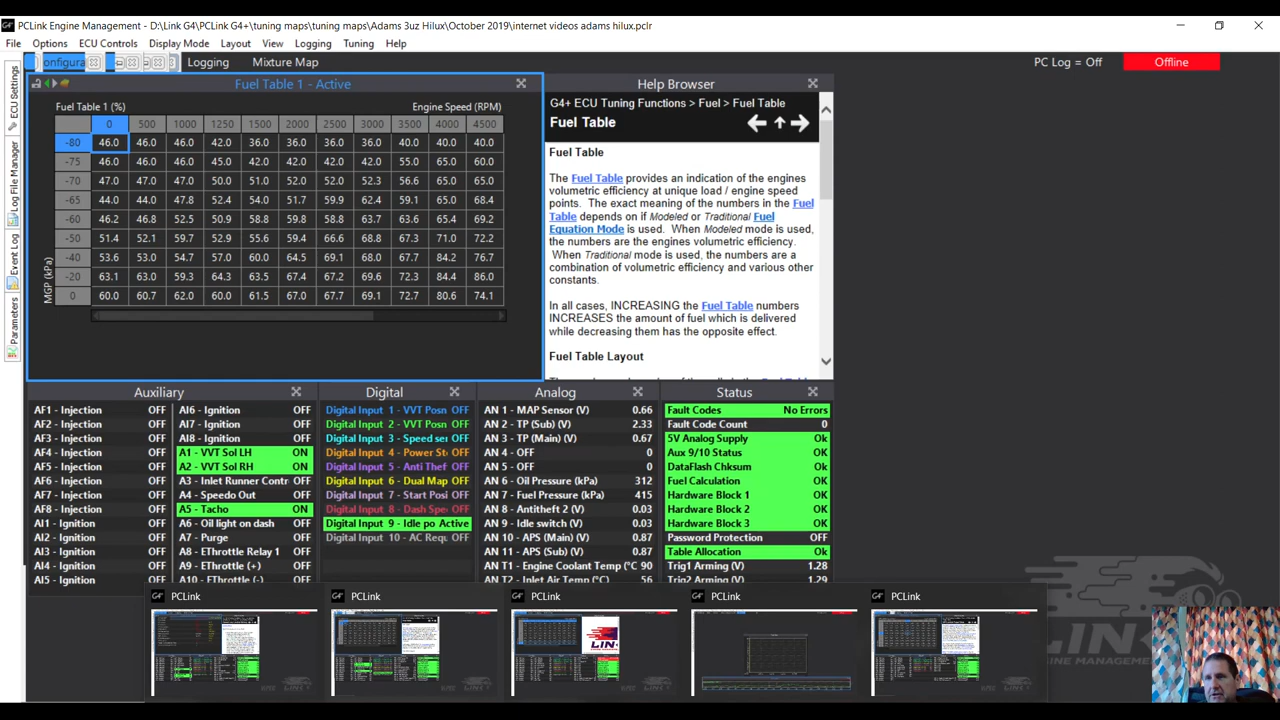 PCLink Engine Management - D:\Link G4\PCLink G4+\tuning maps\tuning maps\Adams 3uz Hilux\October 2019\internet videos adams hilux.pclr
File Options ECU Controls Display Mode Layout View Logging Tuning Help
onfigura Logging Mixture Map PC Log = Off Offline
ECU Settings
Log File Manager
Event Log
Parameters
Fuel Table 1 - Active
Fuel Table 1 (%) Engine Speed (RPM)
0 500 1000 1250 1500 2000 2500 3000 3500 4000 4500
-80 46.0 46.0 46.0 42.0 36.0 36.0 36.0 36.0 40.0 40.0 40.0
-75 46.0 46.0 46.0 45.0 42.0 42.0 42.0 42.0 55.0 65.0 60.0
-70 47.0 47.0 47.0 50.0 51.0 52.0 52.0 52.3 56.6 65.0 65.0
-65 44.0 44.0 47.8 52.4 54.0 51.7 59.9 62.4 59.1 65.0 68.4
-60 46.2 46.8 52.5 50.9 58.8 59.8 58.8 63.7 63.6 65.4 69.2
-50 51.4 52.1 59.7 52.9 55.6 59.4 66.6 68.8 67.3 71.0 72.2
-40 53.6 53.0 54.7 57.0 60.0 64.5 69.1 68.0 67.7 84.2 76.7
-20 63.1 63.0 59.3 64.3 63.5 67.4 67.2 69.6 72.3 84.4 86.0
0 60.0 60.7 62.0 60.0 61.5 67.0 67.7 69.1 72.7 80.6 74.1
MGP (kPa)
Help Browser
G4+ ECU Tuning Functions > Fuel > Fuel Table
Fuel Table
Fuel Table
The Fuel Table provides an indication of the engines
volumetric efficiency at unique load / engine speed
points. The exact meaning of the numbers in the Fuel
Table depends on if Modeled or Traditional Fuel
Equation Mode is used. When Modeled mode is used,
the numbers are the engines volumetric efficiency.
When Traditional mode is used, the numbers are a
combination of volumetric efficiency and various other
constants.
In all cases, INCREASING the Fuel Table numbers
INCREASES the amount of fuel which is delivered
while decreasing them has the opposite effect.
Fuel Table Layout
Auxiliary
AF1 - Injection OFF
AF2 - Injection OFF
AF3 - Injection OFF
AF4 - Injection OFF
AF5 - Injection OFF
AF6 - Injection OFF
AF7 - Injection OFF
AF8 - Injection OFF
AI1 - Ignition OFF
AI2 - Ignition OFF
AI3 - Ignition OFF
AI4 - Ignition OFF
AI5 - Ignition OFF
AI6 - Ignition OFF
AI7 - Ignition OFF
AI8 - Ignition OFF
A1 - VVT Sol LH ON
A2 - VVT Sol RH ON
A3 - Inlet Runner Contr OFF
A4 - Speedo Out OFF
A5 - Tacho ON
A6 - Oil light on dash OFF
A7 - Purge OFF
A8 - EThrottle Relay 1 OFF
A9 - EThrottle (+) OFF
A10 - EThrottle (-) OFF
Digital
Digital Input 1 - VVT Posn OFF
Digital Input 2 - VVT Posn OFF
Digital Input 3 - Speed ser OFF
Digital Input 4 - Power St OFF
Digital Input 5 - Anti Thef OFF
Digital Input 6 - Dual Map OFF
Digital Input 7 - Start Posi OFF
Digital Input 8 - Dash Spe OFF
Digital Input 9 - Idle po Active
Digital Input 10 - AC Requ OFF
Analog
AN 1 - MAP Sensor (V) 0.66
AN 2 - TP (Sub) (V) 2.33
AN 3 - TP (Main) (V) 0.67
AN 4 - OFF 0
AN 5 - OFF 0
AN 6 - Oil Pressure (kPa) 312
AN 7 - Fuel Pressure (kPa) 415
AN 8 - Antitheft 2 (V) 0.03
AN 9 - Idle switch (V) 0.03
AN 10 - APS (Main) (V) 0.87
AN 11 - APS (Sub) (V) 0.87
AN T1 - Engine Coolant Temp (°C 90
AN T2 - Inlet Air Temp (°C 56
Status
Fault Codes No Errors
Fault Code Count 0
5V Analog Supply Ok
Aux 9/10 Status OK
DataFlash Chksum OK
Fuel Calculation OK
Hardware Block 1 OK
Hardware Block 2 OK
Hardware Block 3 OK
Password Protection OFF
Table Allocation Ok
Trig1 Arming (V) 1.28
Trig2 Arming (V) 1.29
PCLink PCLink PCLink PCLink PCLink